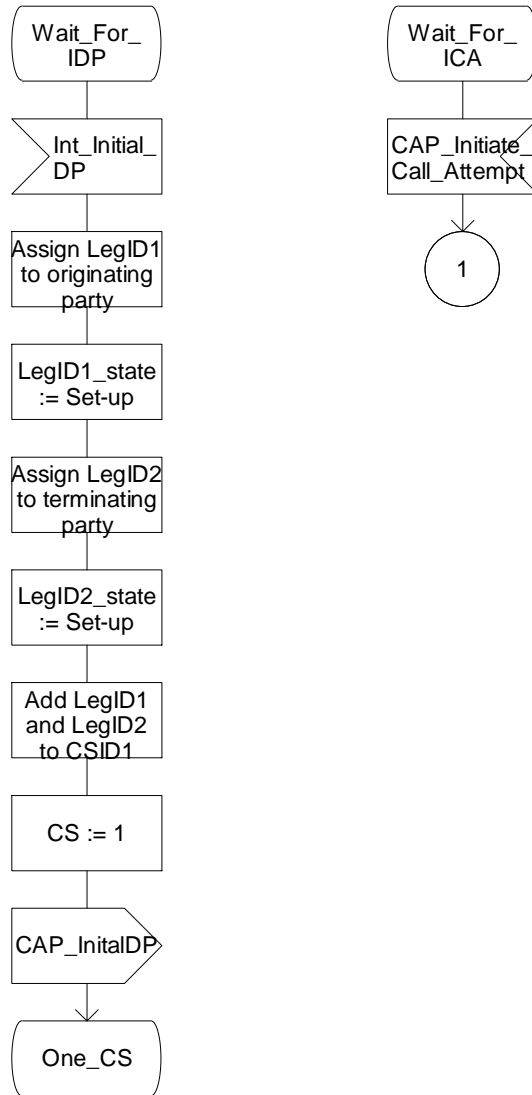 Wait_For_
IDP
Int_Initial_
DP
Assign LegID1
to originating
party
LegID1_state
:= Set-up
Assign LegID2
to terminating
party
LegID2_state
:= Set-up
Add LegID1
and LegID2
to CSID1
CS := 1
CAP_InitalDP
One_CS
Wait_For_
ICA
CAP_Initiate_
Call_Attempt
1